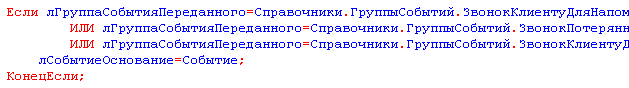 Если лГруппаСобытияПереданного=Справочники.ГруппыСобытий.ЗвонокКлиентуДляНапом
ИЛИ лГруппаСобытияПереданного=Справочники.ГруппыСобытий.ЗвонокПотерянн
ИЛИ лГруппаСобытияПереданного=Справочники.ГруппыСобытий.ЗвонокКлиентуД
лСобытиеОснование=Событие;
КонецЕсли;